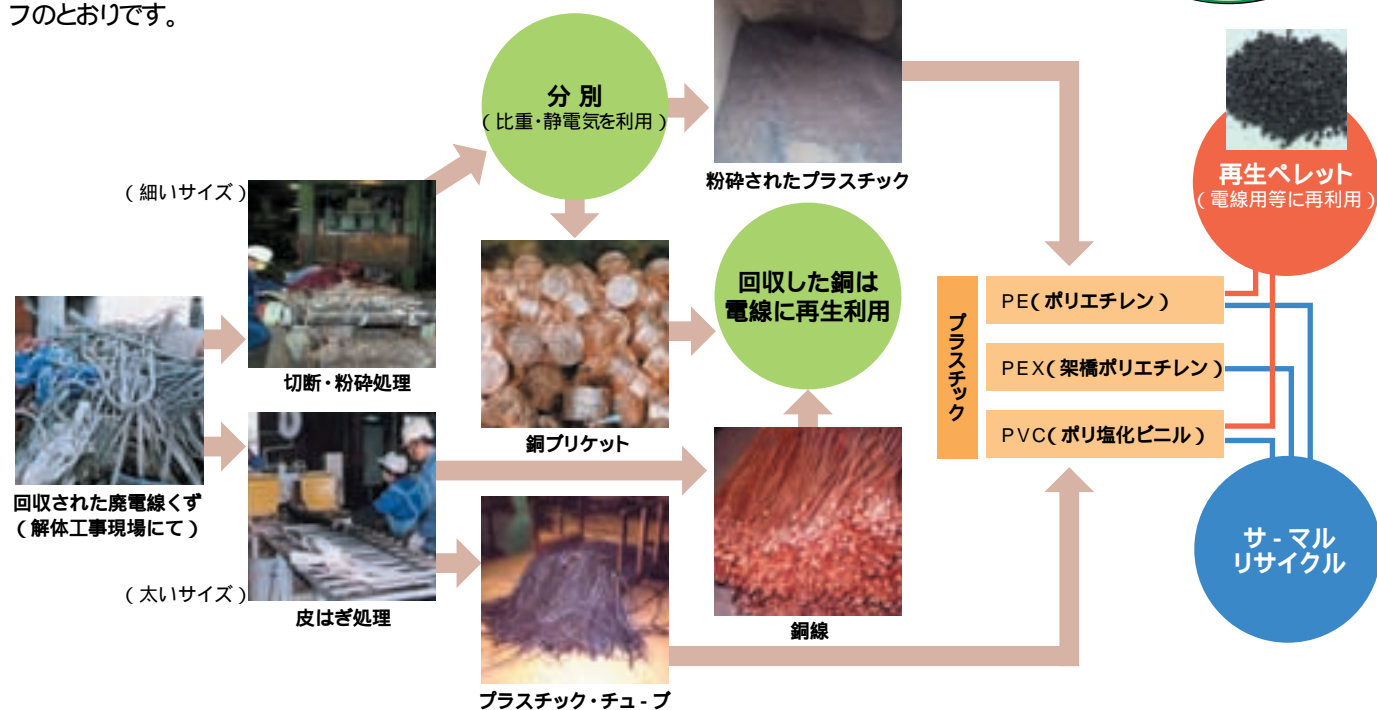 フのとおりです。
分 別
(比重・静電気を利用)
粉砕されたプラスチック
再生ペレット
(電線用等に再利用)
(細いサイズ)
切断・粉砕処理
銅ブリケット
回収した銅は
電線に再生利用
プラスチック
PE(ポリエチレン)
PEX(架橋ポリエチレン)
PVC(ポリ塩化ビニル)
回収された廃電線くず
(解体工事現場にて)
(太いサイズ)
皮はぎ処理
プラスチック・チュ-ブ
銅線
サ-マル
リサイクル